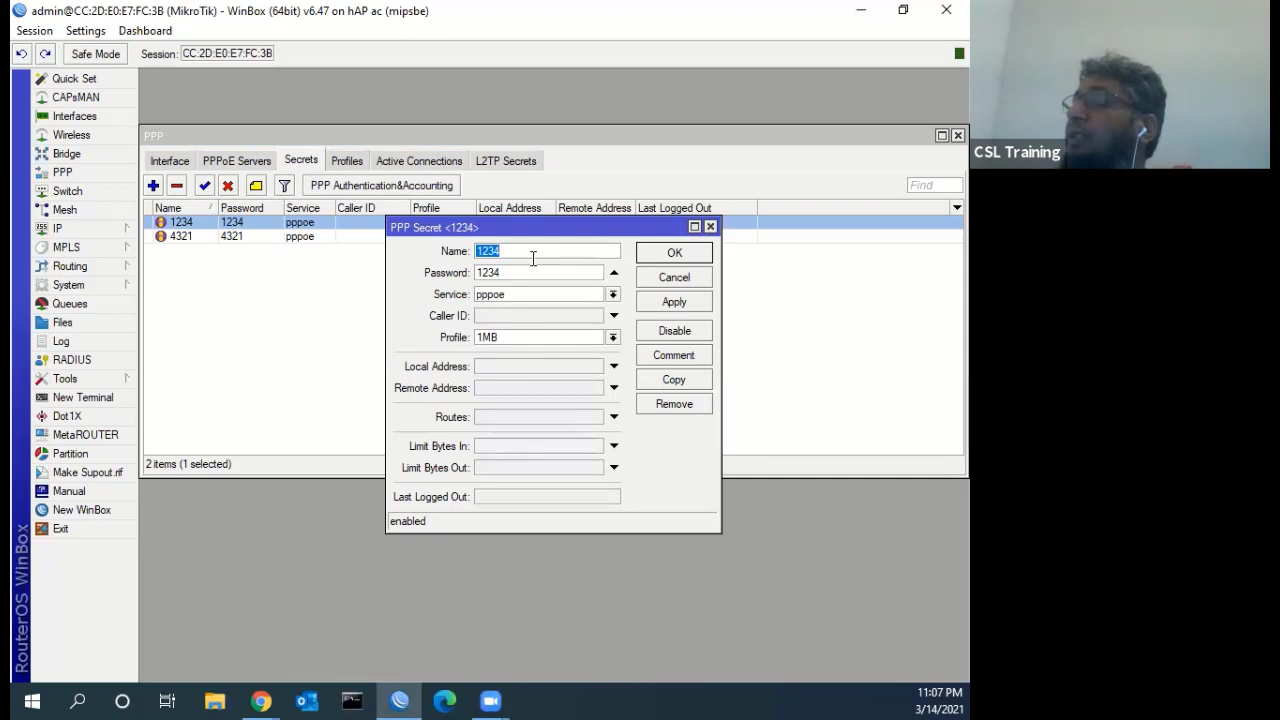 admin@CC:2D:E0:E7:FC:3B (MikroTik) - WinBox (64bit) v6.47 on hAP ac (mipsbe)
Session Settings Dashboard
Safe Mode Session: CC:2D:E0:E7:FC:3B
Quick Set
CAPsMAN
Interfaces
Wireless
Bridge
PPP
Switch
Mesh
IP
MPLS
Routing
System
Queues
Files
Log
RADIUS
Tools
New Terminal
Dot1X
MetaROUTER
Partition
Make Supout.rif
Manual
New WinBox
Exit
RouterOS WinBox
PPP
Interface PPPoE Servers Secrets Profiles Active Connections L2TP Secrets
PPP Authentication&Accounting Find
Name Password Service Caller ID Profile Local Address Remote Address Last Logged Out
1234 1234 pppoe
4321 4321 pppoe
2 items (1 selected)
PPP Secret <1234>
Name: 1234
Password: 1234
Service: pppoe
Caller ID:
Profile: 1MB
Local Address:
Remote Address:
Routes:
Limit Bytes In:
Limit Bytes Out:
Last Logged Out:
enabled
OK
Cancel
Apply
Disable
Comment
Copy
Remove
CSL Training
11:07 PM
3/14/2021